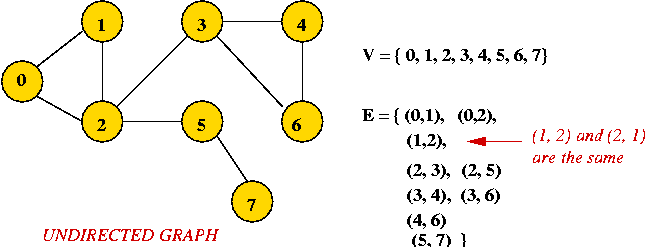 1
3
4
V = { 0, 1, 2, 3, 4, 5, 6, 7}
0
E = { (0,1), (0,2),
2
5
6
(1,2),
(1, 2) and (2, 1)
are the same
(2, 3), (2, 5)
(3, 4), (3, 6)
7
(4, 6)
(5, 7) }
UNDIRECTED GRAPH